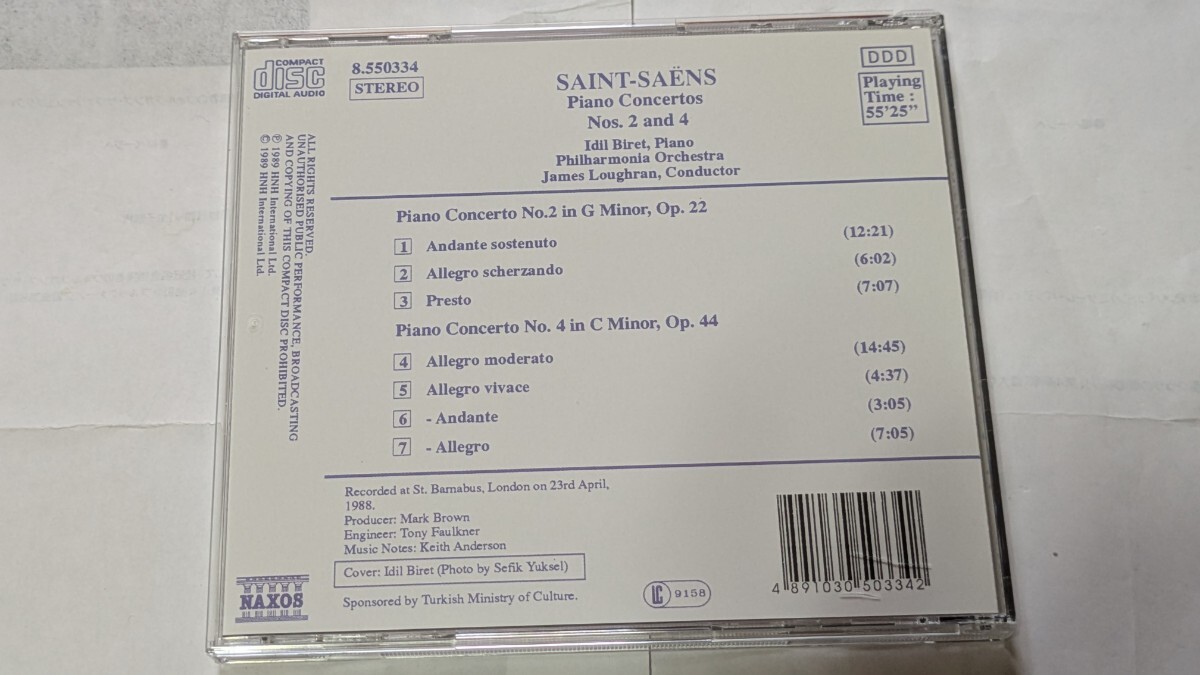 COMPACT
disc
DIGITAL AUDIO
8.550334
STEREO
SAINT-SAËNS
Piano Concertos
Nos. 2 and 4
Idil Biret, Piano
Philharmonia Orchestra
James Loughran, Conductor
DDD
Playing
Time :
55'25”
ALL RIGHTS RESERVED.
UNAUTHORISED PUBLIC PERFORMANCE, BROADCASTING
AND COPYING OF THIS COMPACT DISC PROHIBITED.
℗ 1989 HNH International Ltd.
© 1989 HNH International Ltd.
Piano Concerto No.2 in G Minor, Op. 22
1 Andante sostenuto (12:21)
2 Allegro scherzando (6:02)
3 Presto (7:07)
Piano Concerto No. 4 in C Minor, Op. 44
4 Allegro moderato (14:45)
5 Allegro vivace (4:37)
6 - Andante (3:05)
7 - Allegro (7:05)
Recorded at St. Barnabus, London on 23rd April,
1988.
Producer: Mark Brown
Engineer: Tony Faulkner
Music Notes: Keith Anderson
Cover: Idil Biret (Photo by Sefik Yuksel)
Sponsored by Turkish Ministry of Culture.
NAXOS
LC 9158
4 891030 503342